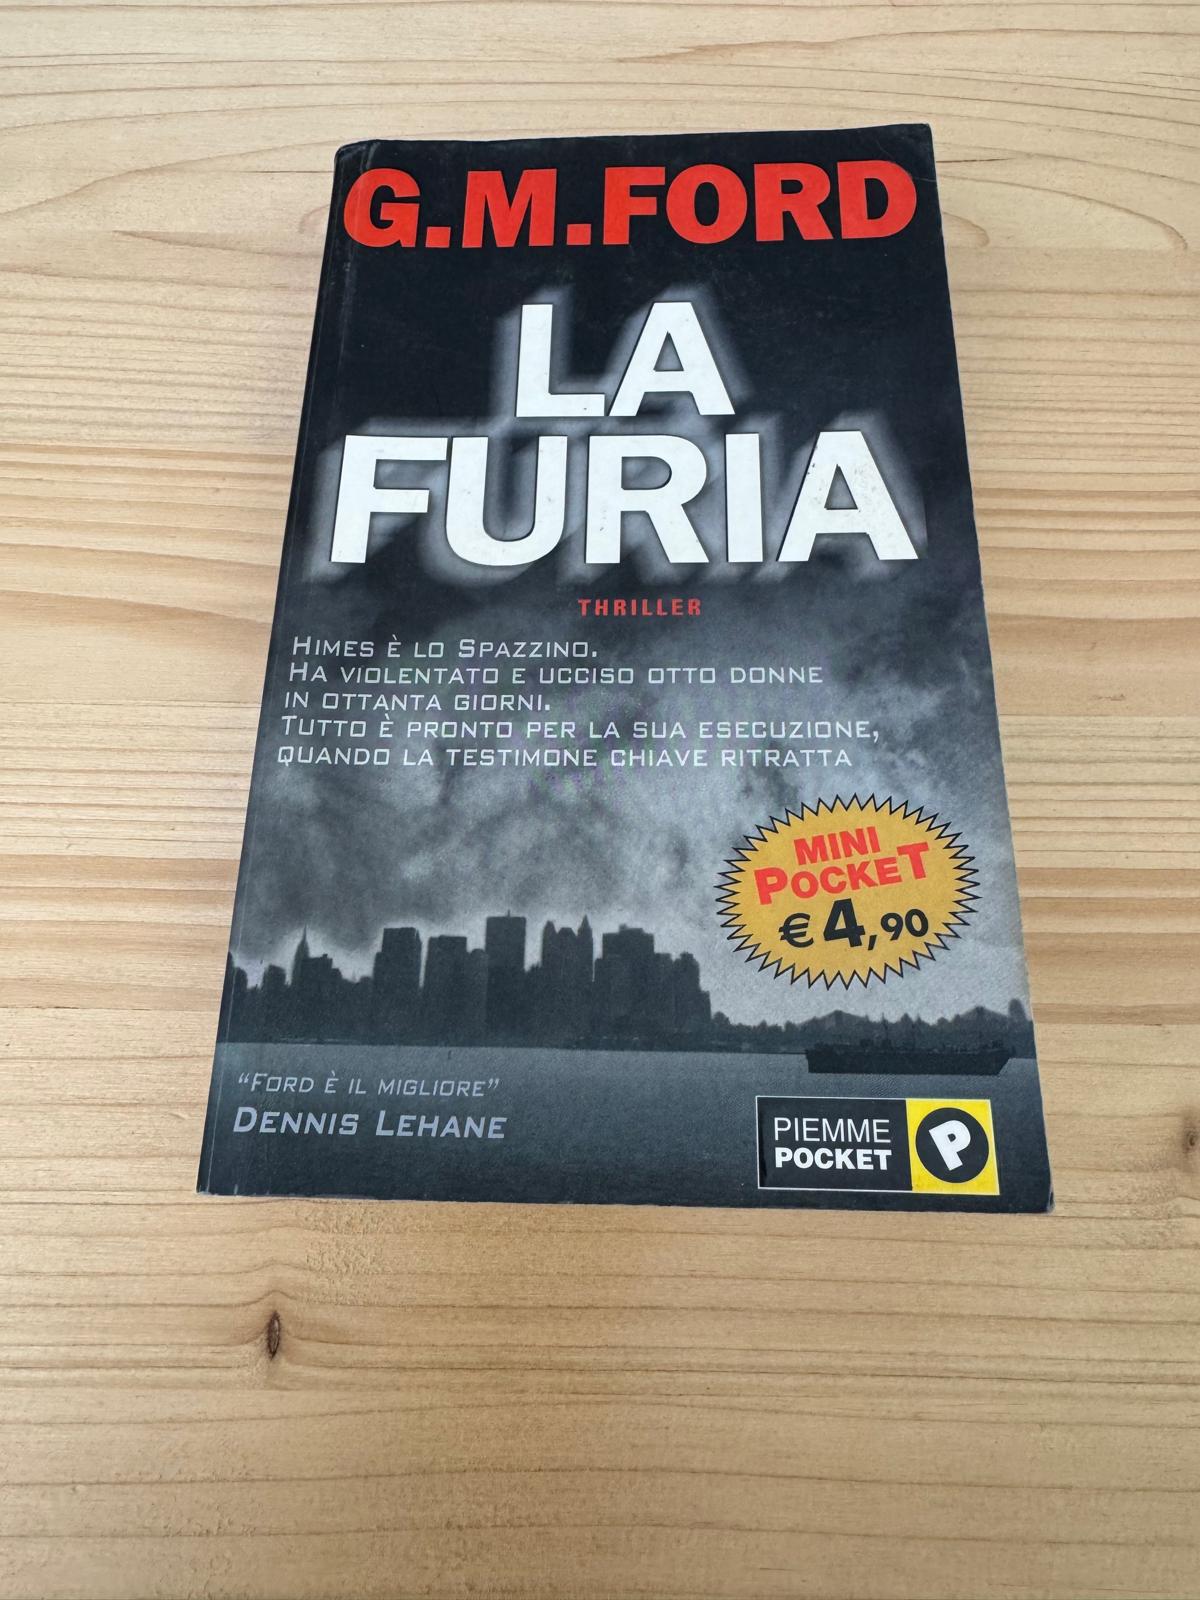 G.M.FORD
LA
FURIA
THRILLER
HIMES È LO SPAZZINO.
HA VIOLENTATO E UCCISO OTTO DONNE
IN OTTANTA GIORNI.
TUTTO È PRONTO PER LA SUA ESECUZIONE,
QUANDO LA TESTIMONE CHIAVE RITRATTA
MINI
POCKET
€ 4,90
“FORD È IL MIGLIORE”
DENNIS LEHANE
PIEMME
POCKET
P